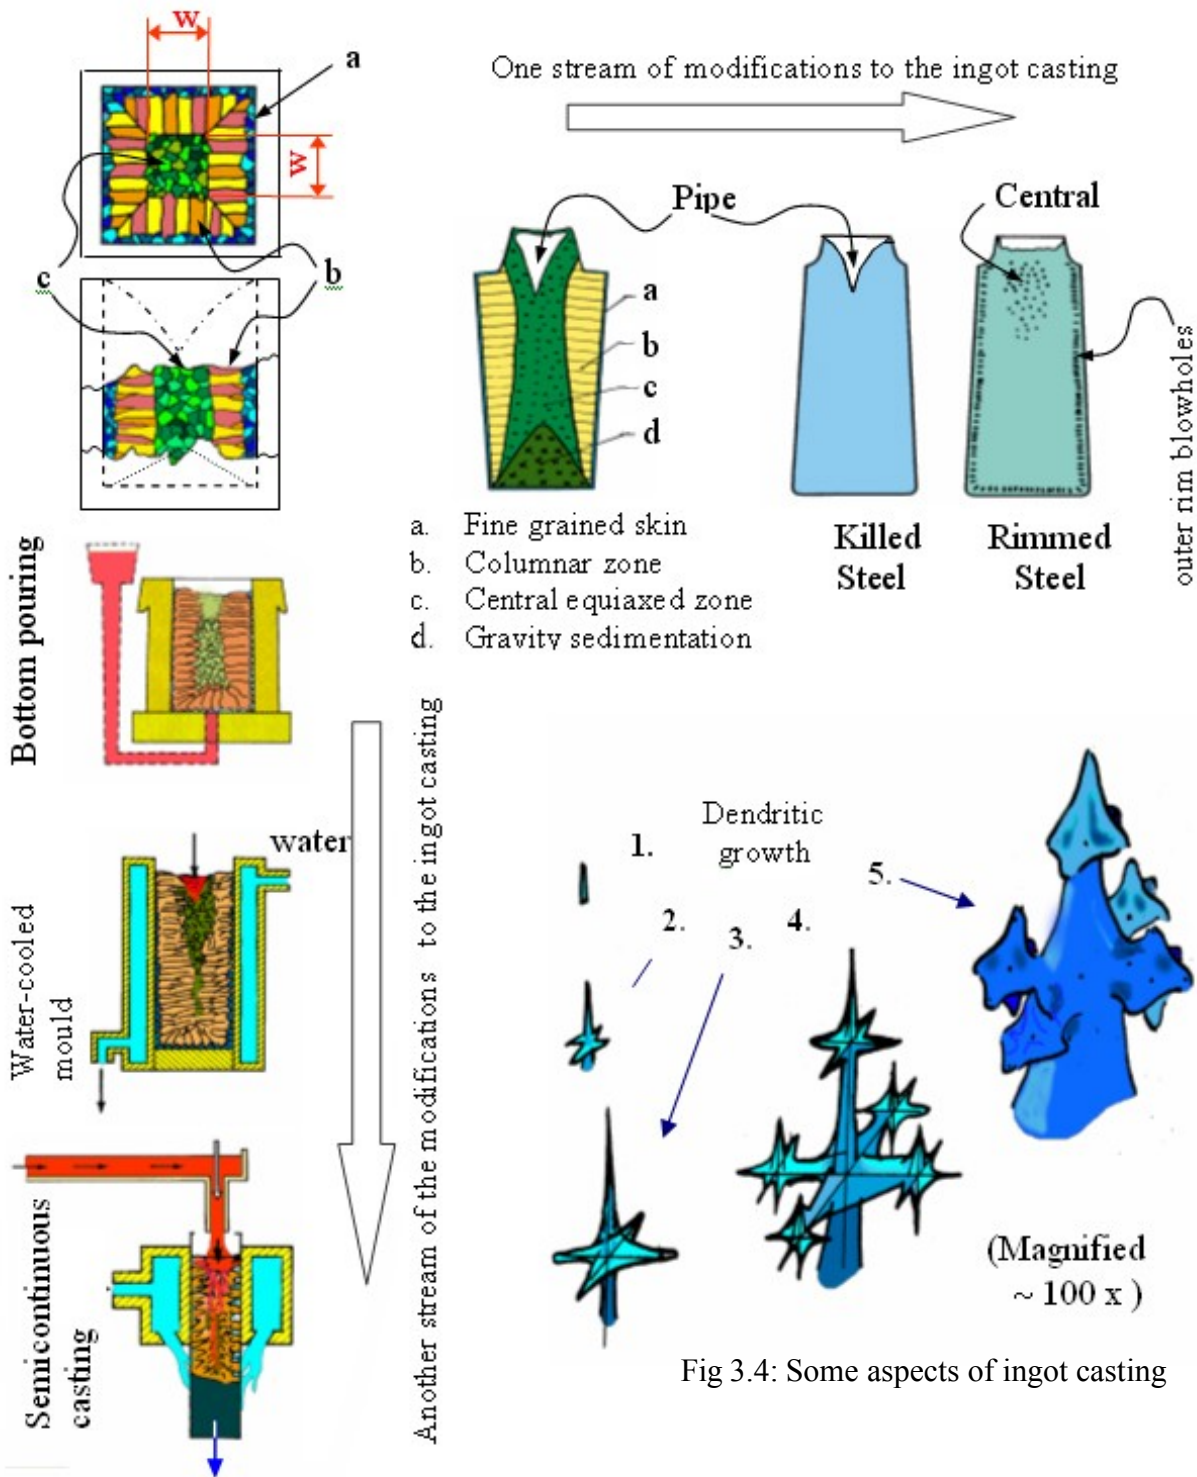 w
a
w
c
b
One stream of modifications to the ingot casting
Pipe
Central
a
b
c
d
outer rim blowholes
a. Fine grained skin
b. Columnar zone
c. Central equiaxed zone
d. Gravity sedimentation
Killed
Steel
Rimmed
Steel
Bottom pouring
water
Water-cooled
mould
Semicontinuous
casting
Another stream of the modifications to the ingot casting
Dendritic
growth
1.
2.
3.
4.
5.
(Magnified
~ 100 x )
Fig 3.4: Some aspects of ingot casting